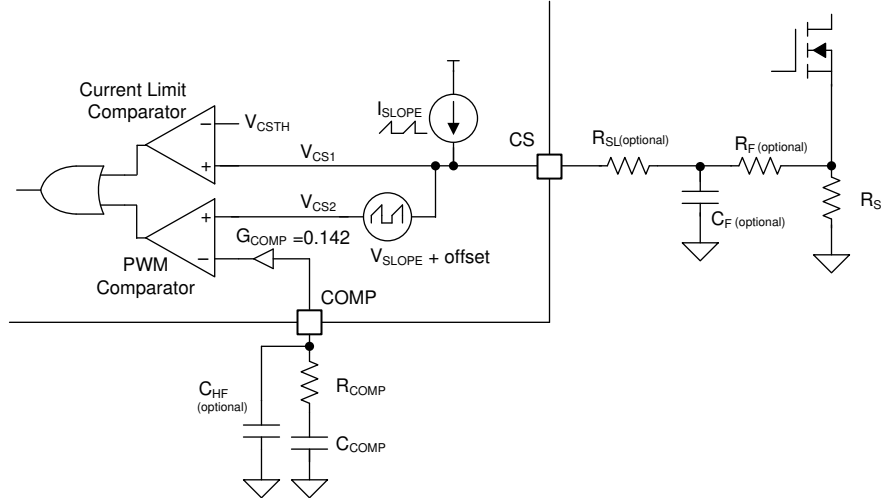 Current Limit
Comparator
V_CSTH
I_SLOPE
CS
V_CS1
R_SL(optional)
R_F (optional)
C_F (optional)
R_S
V_CS2
G_COMP =0.142
V_SLOPE + offset
PWM
Comparator
COMP
C_HF
(optional)
R_COMP
C_COMP